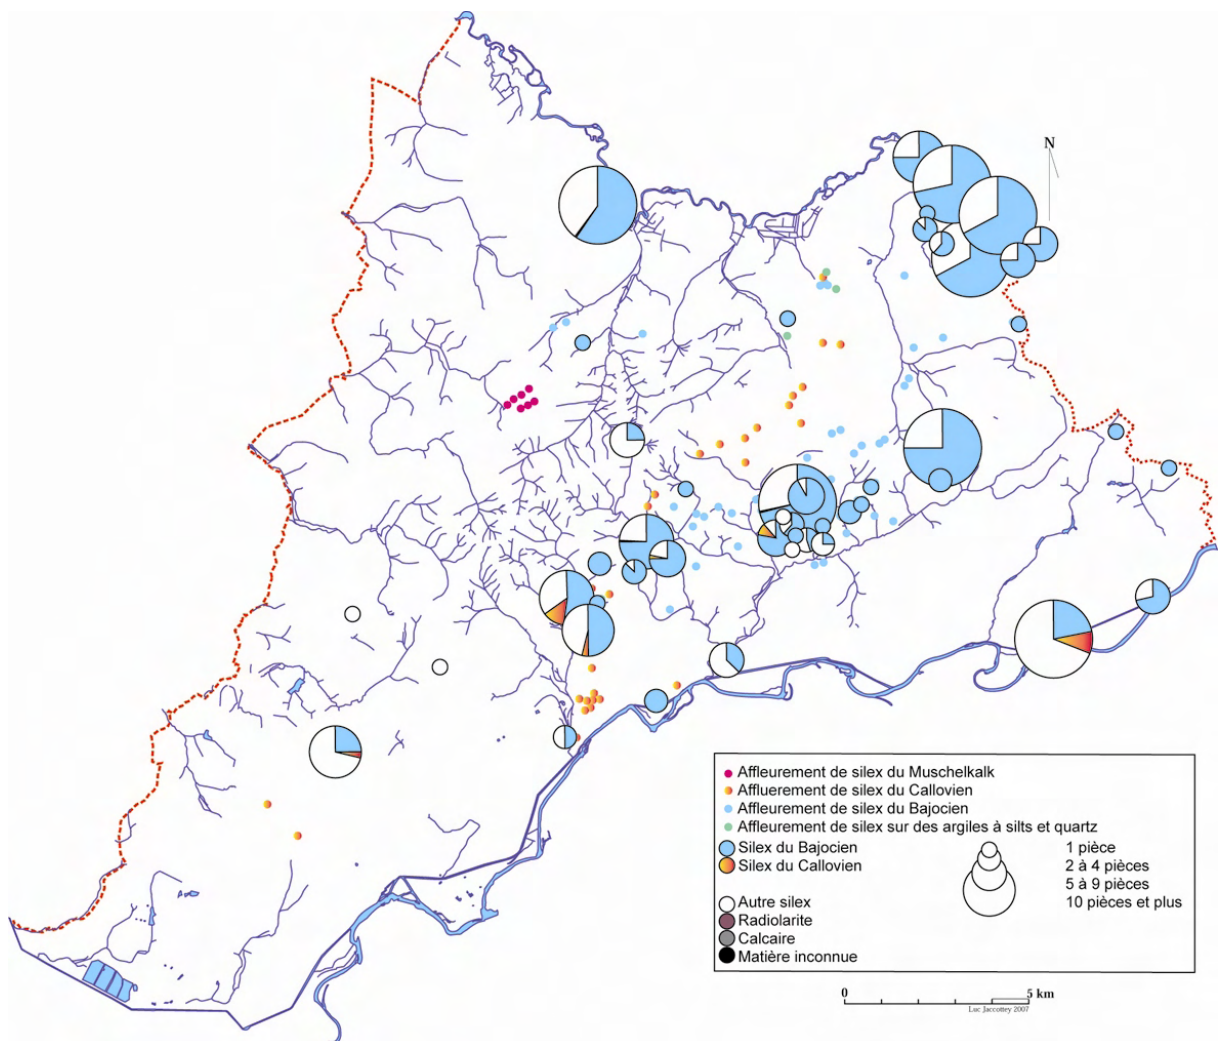 N
Affleurement de silex du Muschelkalk
Affluerement de silex du Callovien
Affleurement de silex du Bajocien
Affleurement de silex sur des argiles à silts et quartz
Silex du Bajocien
Silex du Callovien
Autre silex
Radiolarite
Calcaire
Matière inconnue
1 pièce
2 à 4 pièces
5 à 9 pièces
10 pièces et plus
0 5 km
Luc Jaccottey 2007